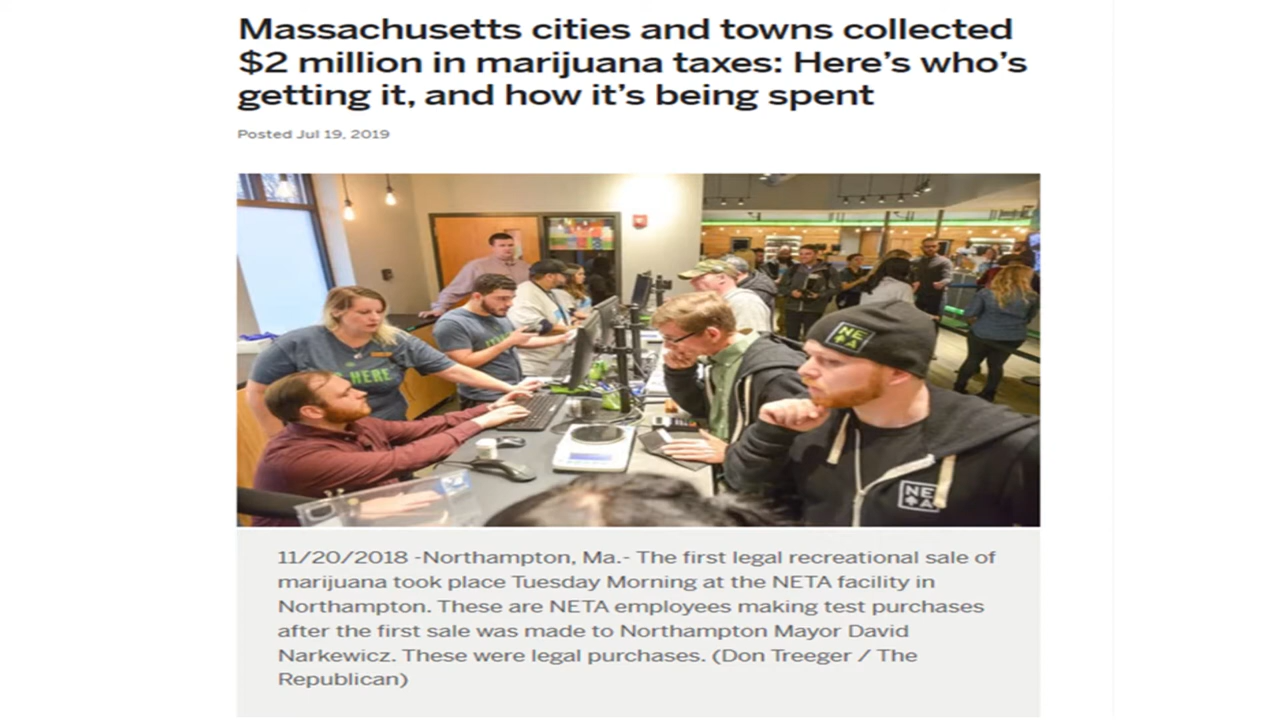 Massachusetts cities and towns collected
$2 million in marijuana taxes: Here’s who’s
getting it, and how it’s being spent
Posted Jul 19, 2019
HERE
NE
A
NE
A
11/20/2018 -Northampton, Ma.- The first legal recreational sale of
marijuana took place Tuesday Morning at the NETA facility in
Northampton. These are NETA employees making test purchases
after the first sale was made to Northampton Mayor David
Narkewicz. These were legal purchases. (Don Treeger / The
Republican)